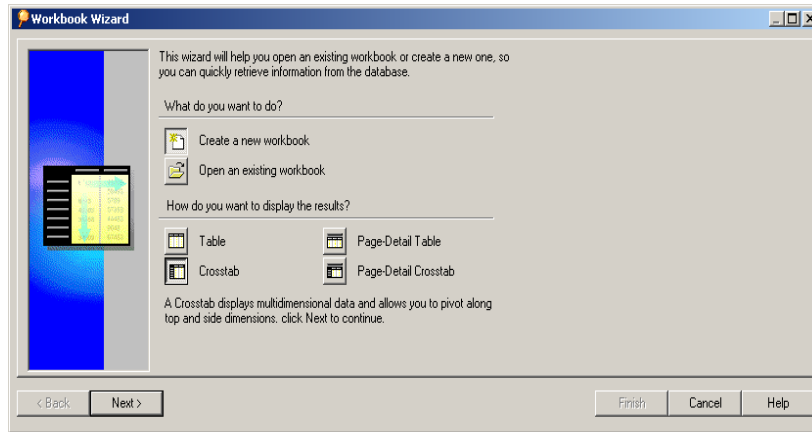 Workbook Wizard
This wizard will help you open an existing workbook or create a new one, so
you can quickly retrieve information from the database.
What do you want to do?
Create a new workbook
Open an existing workbook
How do you want to display the results?
Table
Page-Detail Table
Crosstab
Page-Detail Crosstab
A Crosstab displays multidimensional data and allows you to pivot along
top and side dimensions. click Next to continue.
< Back
Next >
Finish
Cancel
Help